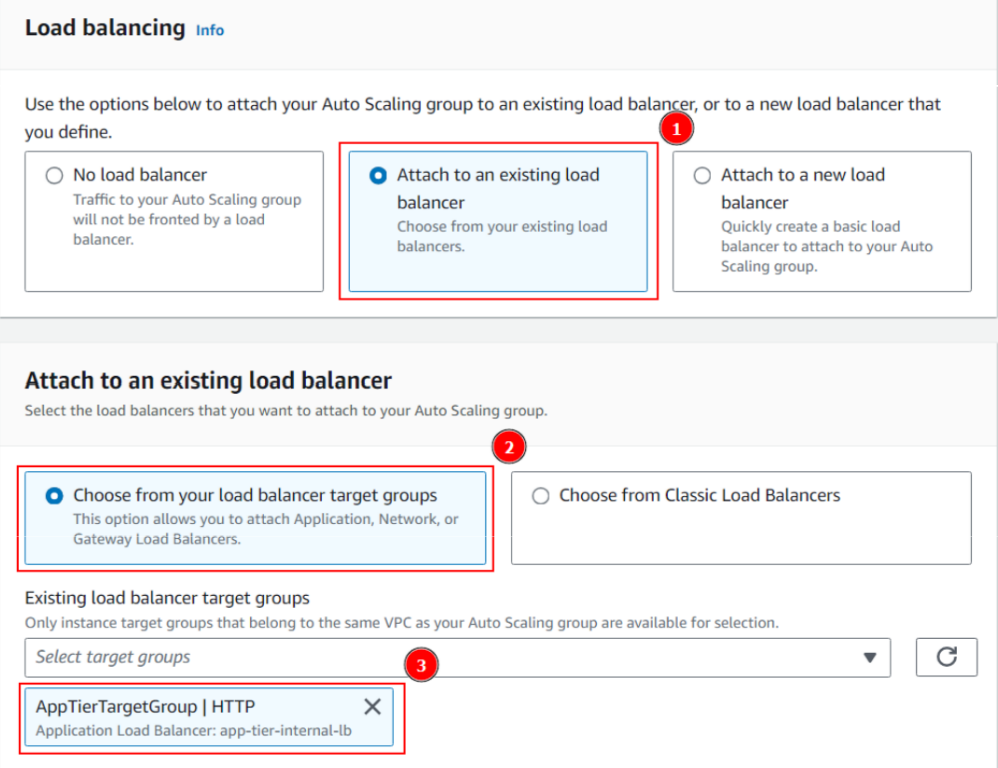 Load balancing Info
Use the options below to attach your Auto Scaling group to an existing load balancer, or to a new load balancer that
you define.
1
No load balancer
Traffic to your Auto Scaling group
will not be fronted by a load
balancer.
Attach to an existing load
balancer
Choose from your existing load
balancers.
Attach to a new load
balancer
Quickly create a basic load
balancer to attach to your Auto
Scaling group.
Attach to an existing load balancer
Select the load balancers that you want to attach to your Auto Scaling group.
2
Choose from your load balancer target groups
This option allows you to attach Application, Network, or
Gateway Load Balancers.
Choose from Classic Load Balancers
Existing load balancer target groups
Only instance target groups that belong to the same VPC as your Auto Scaling group are available for selection.
Select target groups
3
AppTierTargetGroup | HTTP
Application Load Balancer: app-tier-internal-lb